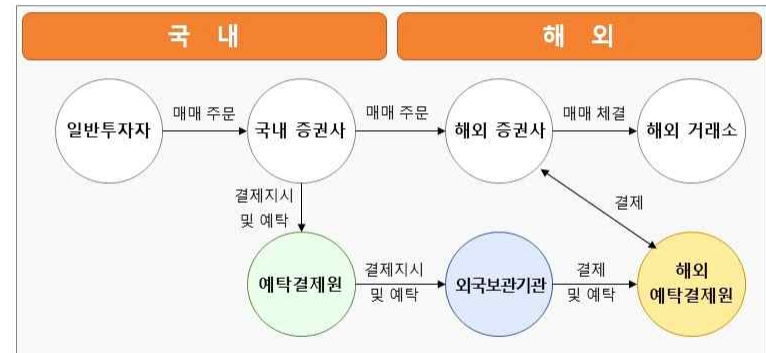 국 내
해 외
일반투자자
매매 주문
국내 증권사
매매 주문
해외 증권사
매매 체결
해외 거래소
결제지시
및 예탁
결제
예탁결제원
결제지시
및 예탁
외국보관기관
결제
및 예탁
해외
예탁결제원